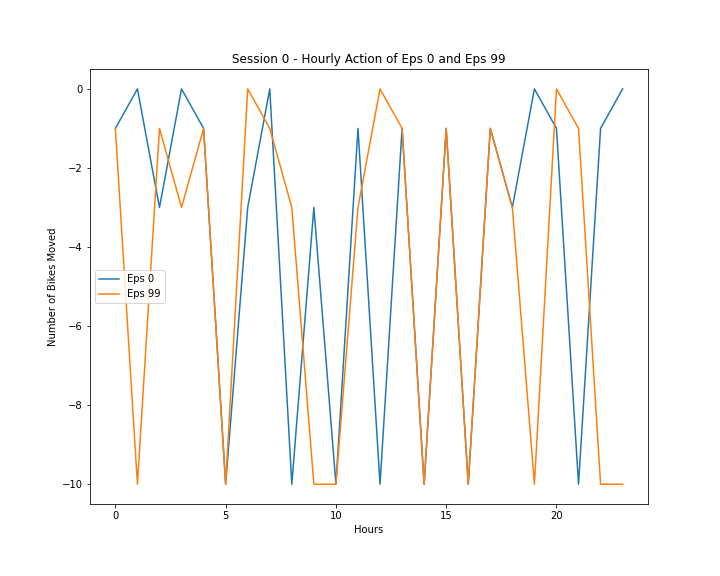 Session 0 - Hourly Action of Eps 0 and Eps 99
Number of Bikes Moved
0
−2
−4
−6
−8
−10
Eps 0
Eps 99
0
5
10
15
20
Hours